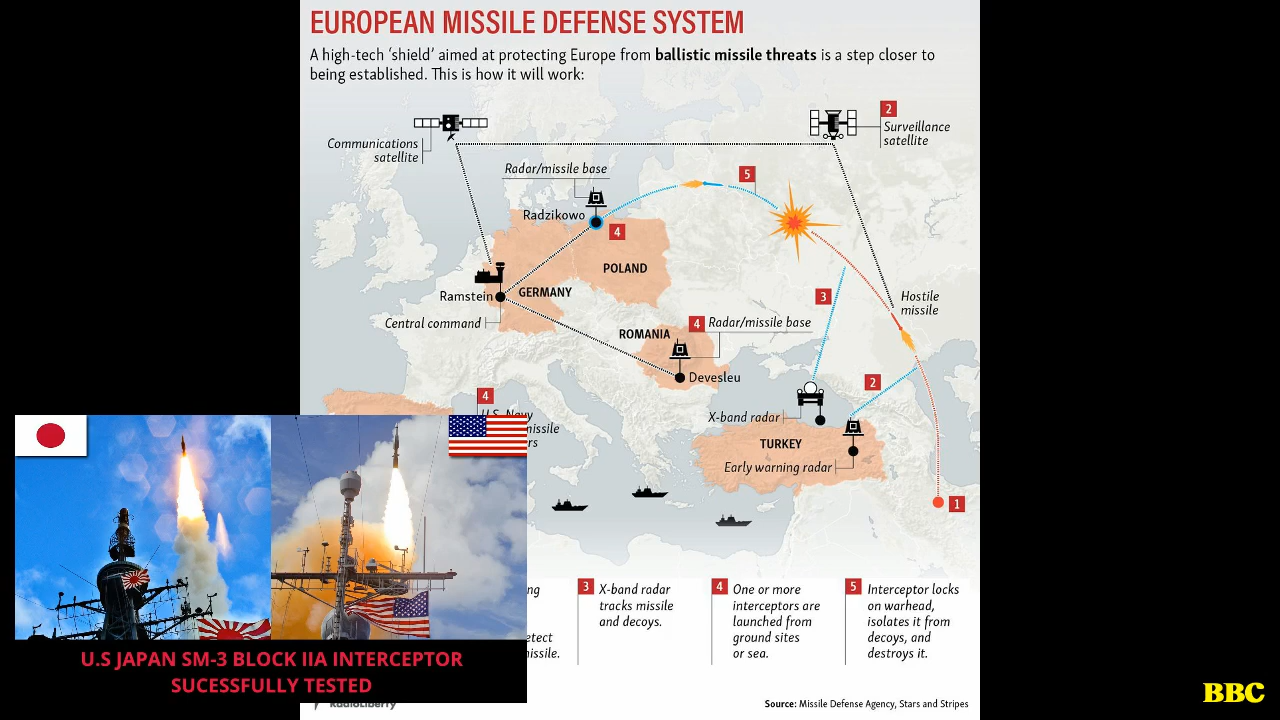 EUROPEAN MISSILE DEFENSE SYSTEM
A high-tech ‘shield’ aimed at protecting Europe from ballistic missile threats is a step closer to
being established. This is how it will work:
2
Communications
satellite
Surveillance
satellite
Radar/missile base
5
Radzikowo
4
POLAND
Ramstein
GERMANY
3
Hostile
missile
Central command
ROMANIA
4
Radar/missile base
Devesleu
2
4
U.S. Navy
X-band radar
TURKEY
Early warning radar
1
3
X-band radar
tracks missile
and decoys.
4
One or more
interceptors are
launched from
ground sites
or sea.
5
Interceptor locks
on warhead,
isolates it from
decoys, and
destroys it.
U.S JAPAN SM-3 BLOCK IIA INTERCEPTOR
SUCESSFULLY TESTED
RadioLiberty
Source: Missile Defense Agency, Stars and Stripes
BBC